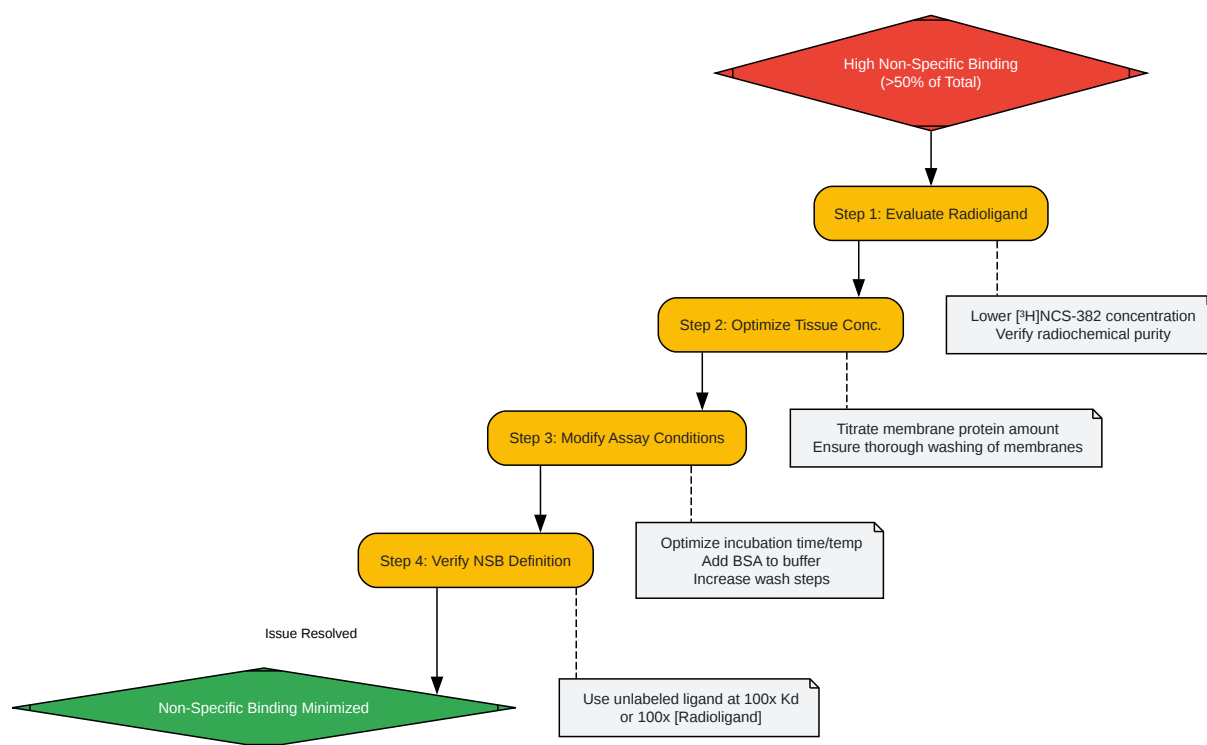 High Non-Specific Binding
(>50% of Total)
Step 1: Evaluate Radioligand
Lower [³H]NCS-382 concentration
Verify radiochemical purity
Step 2: Optimize Tissue Conc.
Titrate membrane protein amount
Ensure thorough washing of membranes
Step 3: Modify Assay Conditions
Optimize incubation time/temp
Add BSA to buffer
Increase wash steps
Step 4: Verify NSB Definition
Issue Resolved
Use unlabeled ligand at 100x Kd
or 100x [Radioligand]
Non-Specific Binding Minimized